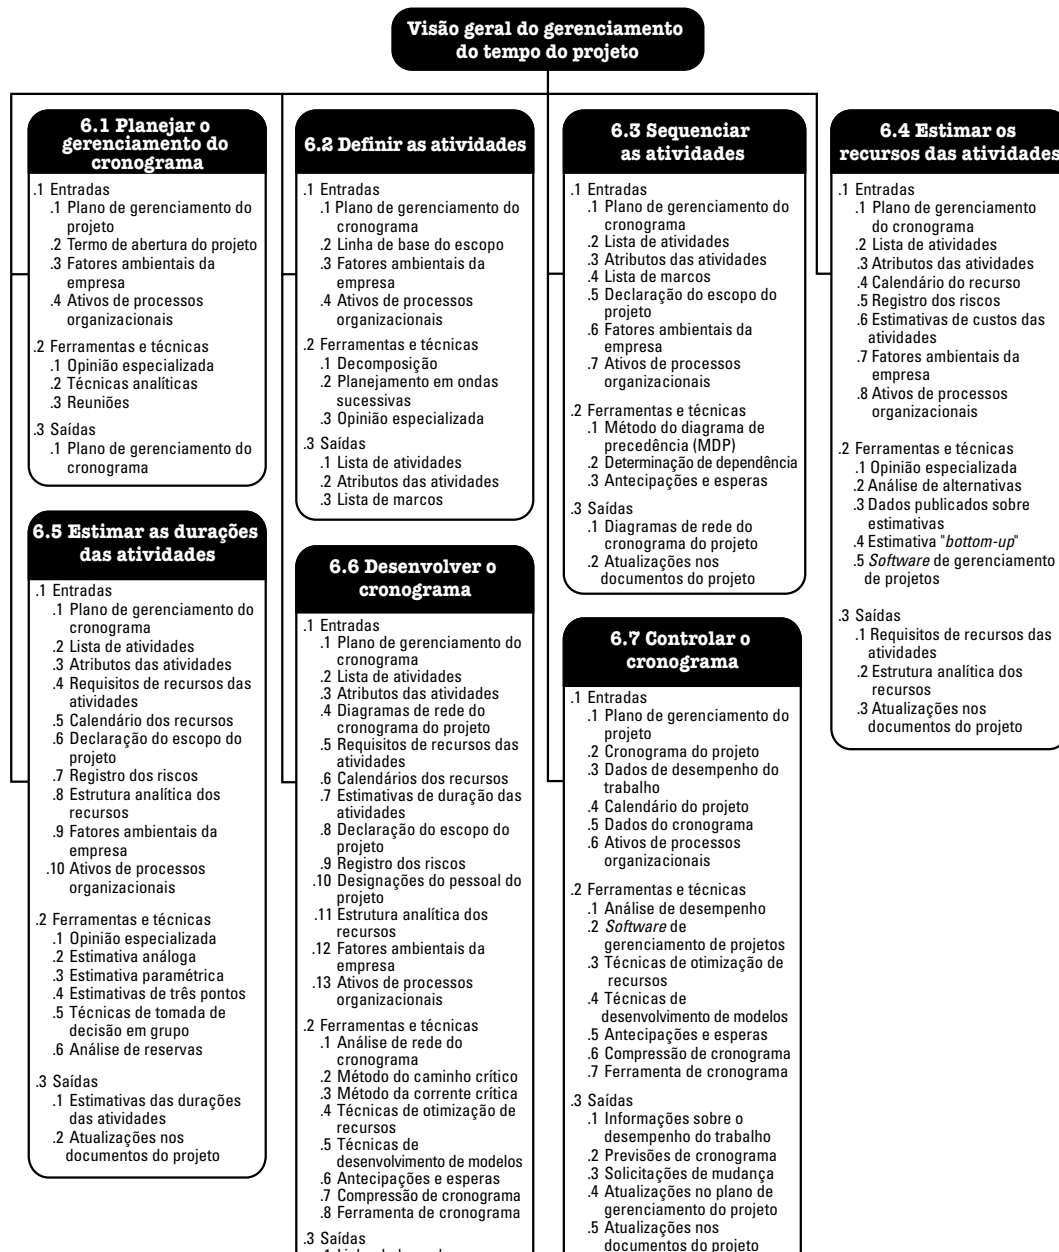 Visão geral do gerenciamento
do tempo do projeto
6.1 Planejar o
gerenciamento do
cronograma
.1 Entradas
.1 Plano de gerenciamento do
projeto
.2 Termo de abertura do projeto
.3 Fatores ambientais da
empresa
.4 Ativos de processos
organizacionais
.2 Ferramentas e técnicas
.1 Opinião especializada
.2 Técnicas analíticas
.3 Reuniões
.3 Saídas
.1 Plano de gerenciamento do
cronograma
6.2 Definir as atividades
.1 Entradas
.1 Plano de gerenciamento do
cronograma
.2 Linha de base do escopo
.3 Fatores ambientais da
empresa
.4 Ativos de processos
organizacionais
.2 Ferramentas e técnicas
.1 Decomposição
.2 Planejamento em ondas
sucessivas
.3 Opinião especializada
.3 Saídas
.1 Lista de atividades
.2 Atributos das atividades
.3 Lista de marcos
6.3 Sequenciar
as atividades
.1 Entradas
.1 Plano de gerenciamento do
cronograma
.2 Lista de atividades
.3 Atributos das atividades
.4 Lista de marcos
.5 Declaração do escopo do
projeto
.6 Fatores ambientais da
empresa
.7 Ativos de processos
organizacionais
.2 Ferramentas e técnicas
.1 Método do diagrama de
precedência (MDP)
.2 Determinação de dependência
.3 Antecipações e esperas
.3 Saídas
.1 Diagramas de rede do
cronograma do projeto
.2 Atualizações nos
documentos do projeto
6.4 Estimar os
recursos das atividades
.1 Entradas
.1 Plano de gerenciamento
do cronograma
.2 Lista de atividades
.3 Atributos das atividades
.4 Calendário do recurso
.5 Registro dos riscos
.6 Estimativas de custos das
atividades
.7 Fatores ambientais da
empresa
.8 Ativos de processos
organizacionais
.2 Ferramentas e técnicas
.1 Opinião especializada
.2 Análise de alternativas
.3 Dados publicados sobre
estimativas
.4 Estimativa "bottom-up"
.5 Software de gerenciamento
de projetos
.3 Saídas
.1 Requisitos de recursos das
atividades
.2 Estrutura analítica dos
recursos
.3 Atualizações nos
documentos do projeto
6.5 Estimar as durações
das atividades
.1 Entradas
.1 Plano de gerenciamento do
cronograma
.2 Lista de atividades
.3 Atributos das atividades
.4 Requisitos de recursos das
atividades
.5 Calendário dos recursos
.6 Declaração do escopo do
projeto
.7 Registro dos riscos
.8 Estrutura analítica dos
recursos
.9 Fatores ambientais da
empresa
.10 Ativos de processos
organizacionais
.2 Ferramentas e técnicas
.1 Opinião especializada
.2 Estimativa análoga
.3 Estimativa paramétrica
.4 Estimativas de três pontos
.5 Técnicas de tomada de
decisão em grupo
.6 Análise de reservas
.3 Saídas
.1 Estimativas das durações
das atividades
.2 Atualizações nos
documentos do projeto
6.6 Desenvolver o
cronograma
.1 Entradas
.1 Plano de gerenciamento do
cronograma
.2 Lista de atividades
.3 Atributos das atividades
.4 Diagramas de rede do
cronograma do projeto
.5 Requisitos de recursos das
atividades
.6 Calendários dos recursos
.7 Estimativas de duração das
atividades
.8 Declaração do escopo do
projeto
.9 Registro dos riscos
.10 Designações do pessoal do
projeto
.11 Estrutura analítica dos
recursos
.12 Fatores ambientais da
empresa
.13 Ativos de processos
organizacionais
.2 Ferramentas e técnicas
.1 Análise de rede do
cronograma
.2 Método do caminho crítico
.3 Método da corrente crítica
.4 Técnicas de otimização de
recursos
.5 Técnicas de
desenvolvimento de modelos
.6 Antecipações e esperas
.7 Compressão de cronograma
.8 Ferramenta de cronograma
.3 Saídas
6.7 Controlar o
cronograma
.1 Entradas
.1 Plano de gerenciamento do
projeto
.2 Cronograma do projeto
.3 Dados de desempenho do
trabalho
.4 Calendário do projeto
.5 Dados do cronograma
.6 Ativos de processos
organizacionais
.2 Ferramentas e técnicas
.1 Análise de desempenho
.2 Software de
gerenciamento de projetos
.3 Técnicas de otimização de
recursos
.4 Técnicas de
desenvolvimento de modelos
.5 Antecipações e esperas
.6 Compressão de cronograma
.7 Ferramenta de cronograma
.3 Saídas
.1 Informações sobre o
desempenho do trabalho
.2 Previsões de cronograma
.3 Solicitações de mudança
.4 Atualizações no plano de
gerenciamento do projeto
.5 Atualizações nos
documentos do projeto